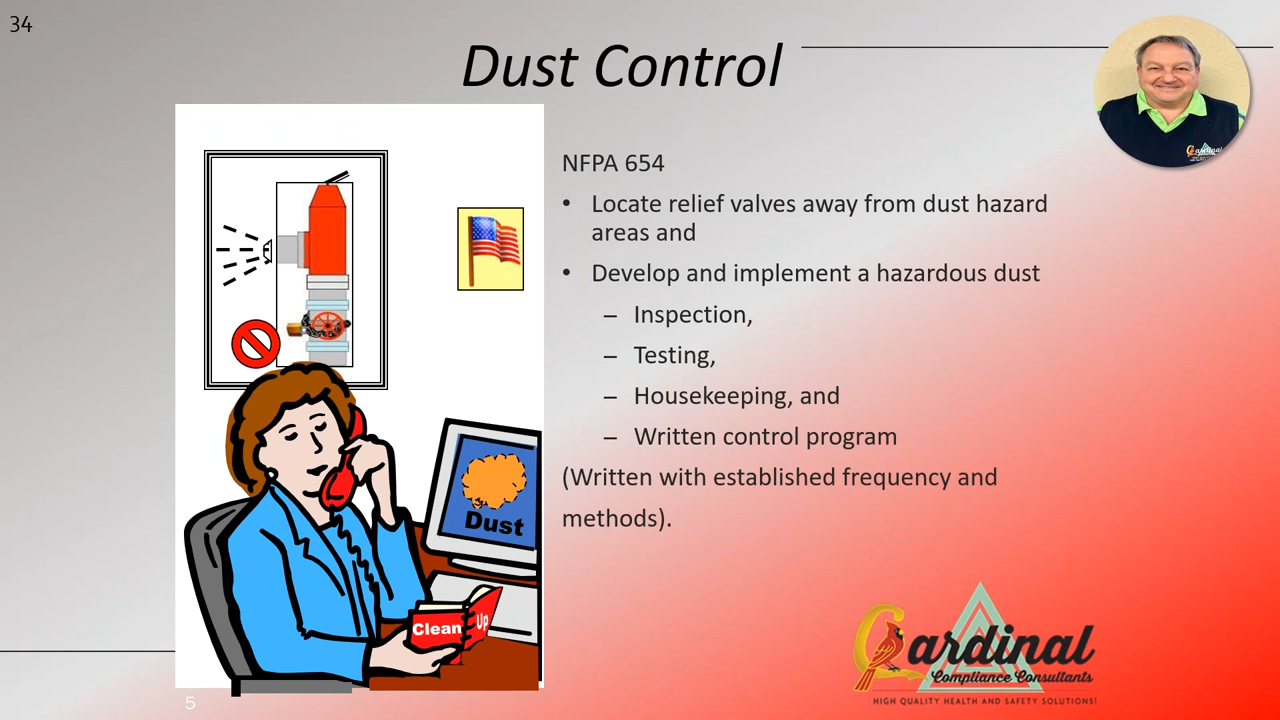 34
Dust Control
NFPA 654
• Locate relief valves away from dust hazard
areas and
• Develop and implement a hazardous dust
– Inspection,
– Testing,
– Housekeeping, and
– Written control program
(Written with established frequency and
methods).
Dust
Clean Up
Cardinal
Compliance Consultants
HIGH QUALITY HEALTH AND SAFETY SOLUTIONS!
5